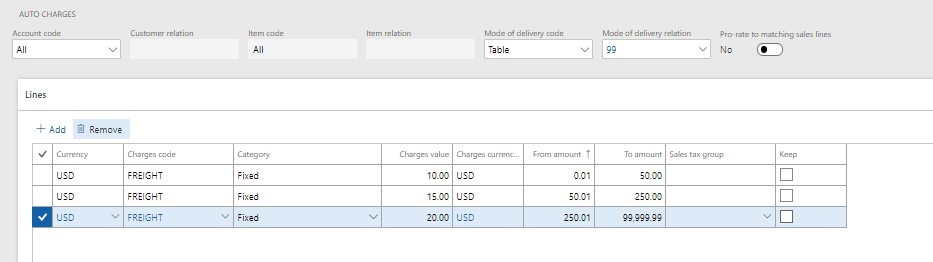 AUTO CHARGES
Account code Customer relation Item code Item relation Mode of delivery code Mode of delivery relation Pro-rate to matching sales lines
All All Table 99 No
Lines
+ Add Remove
Currency Charges code Category Charges value Charges currenc... From amount ↑ To amount Sales tax group Keep
USD FREIGHT Fixed 10.00 USD 0.01 50.00
USD FREIGHT Fixed 15.00 USD 50.01 250.00
USD FREIGHT Fixed 20.00 USD 250.01 99,999.99